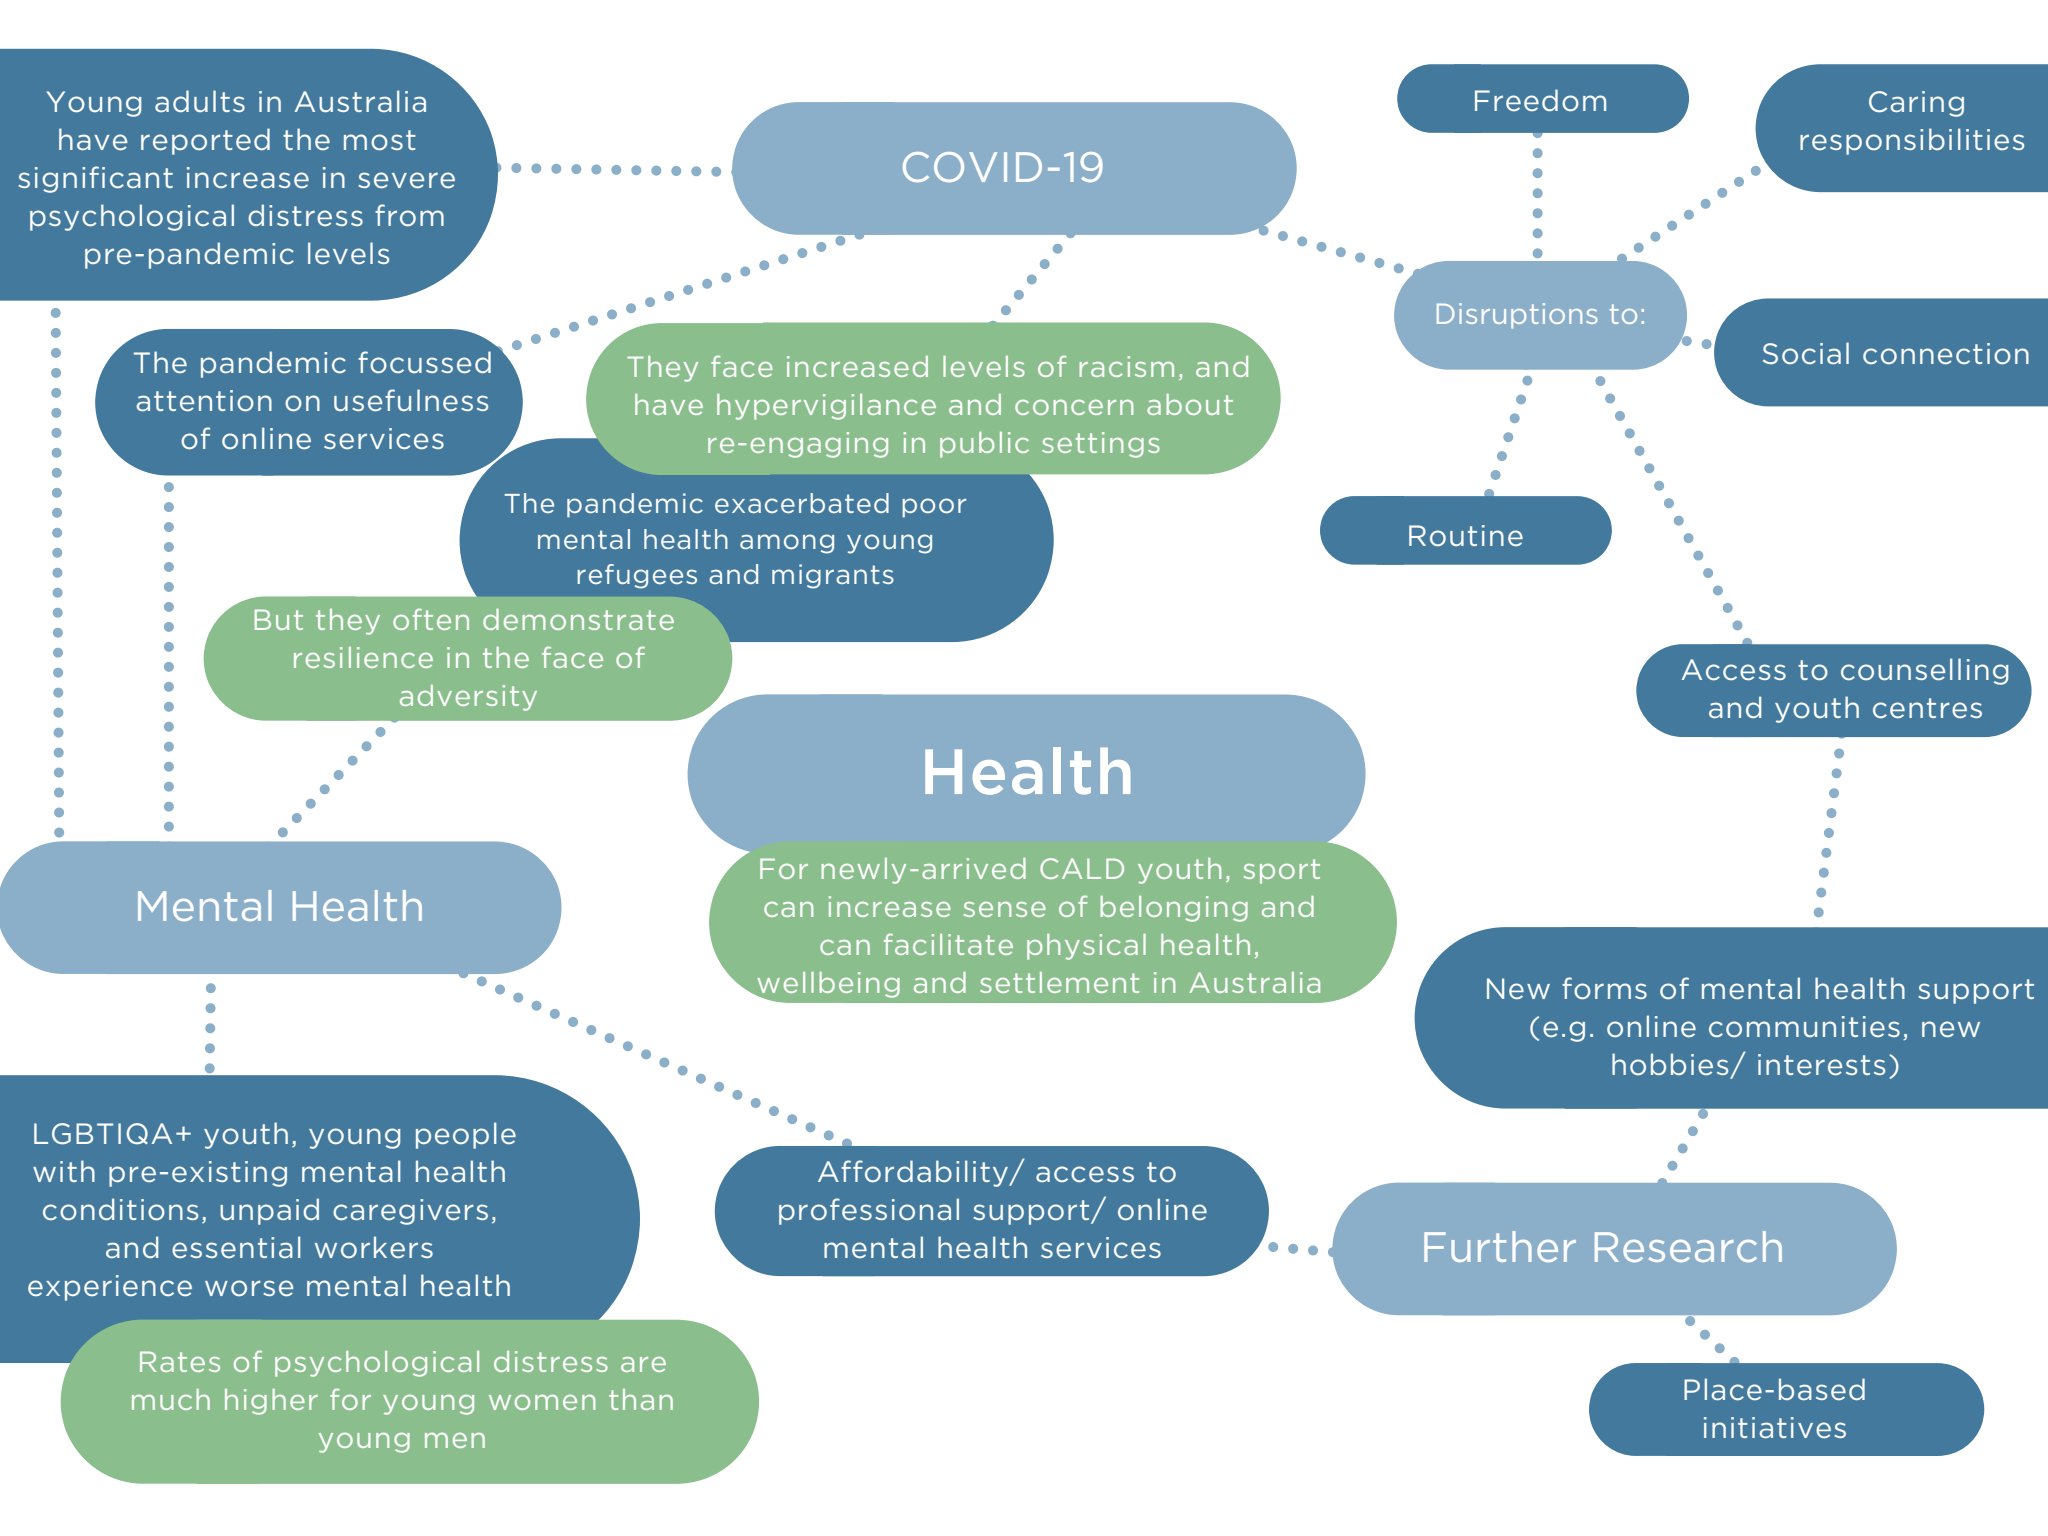 Young adults in Australia
have reported the most
significant increase in severe
psychological distress from
pre-pandemic levels
COVID-19
Freedom
Caring
responsibilities
Disruptions to:
Social connection
The pandemic focussed
attention on usefulness
of online services
They face increased levels of racism, and
have hypervigilance and concern about
re-engaging in public settings
The pandemic exacerbated poor
mental health among young
refugees and migrants
Routine
But they often demonstrate
resilience in the face of
adversity
Access to counselling
and youth centres
Health
For newly-arrived CALD youth, sport
can increase sense of belonging and
can facilitate physical health,
wellbeing and settlement in Australia
Mental Health
New forms of mental health support
(e.g. online communities, new
hobbies/ interests)
LGBTIQA+ youth, young people
with pre-existing mental health
conditions, unpaid caregivers,
and essential workers
experience worse mental health
Affordability/ access to
professional support/ online
mental health services
Further Research
Rates of psychological distress are
much higher for young women than
young men
Place-based
initiatives